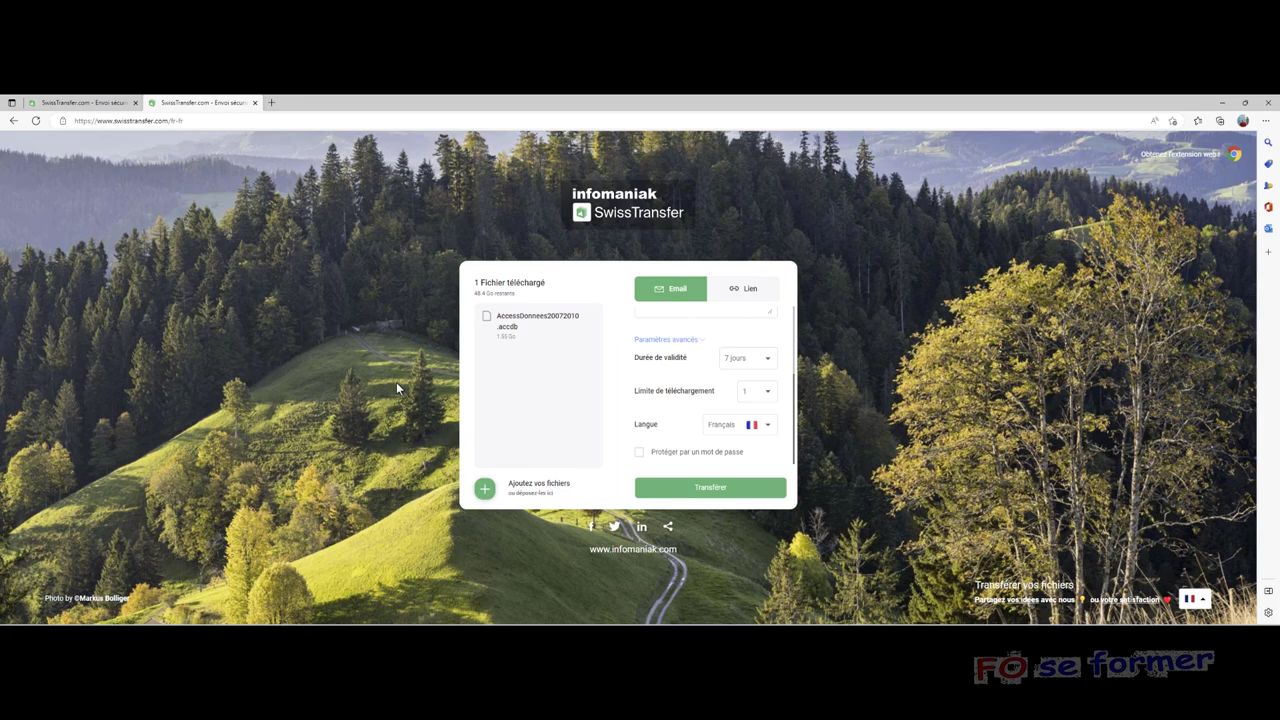 SwissTransfer.com - Envoi sécuri
SwissTransfer.com - Envoi sécuri
https://www.swisstransfer.com/fr-fr
Obtenez l'extension web !
infomaniak
SwissTransfer
1 Fichier téléchargé
48.4 Go restants
AccessDonnees20072010
.accdb
1.55 Go
Ajoutez vos fichiers
ou déposez-les ici
Email
Lien
Paramètres avancés
Durée de validité
7 jours
Limite de téléchargement
1
Langue
Français
Protéger par un mot de passe
Transférer
www.infomaniak.com
Photo by ©Markus Bolliger
Transférer vos fichiers
Partagez vos idées avec nous 💡 ou votre satisfaction ❤️
FO se former